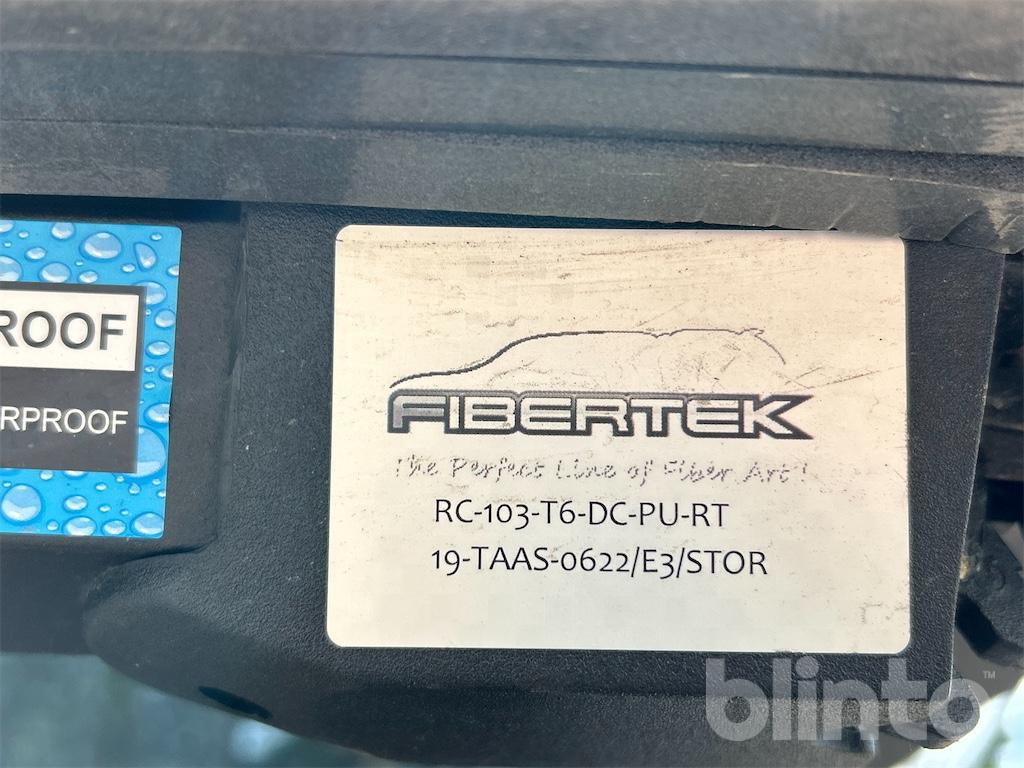 ROOF
RPROOF
FIBERTEK
The Perfect Line of Fiber Art!
RC-103-T6-DC-PU-RT
19-TAAS-0622/E3/STOR
blinto™